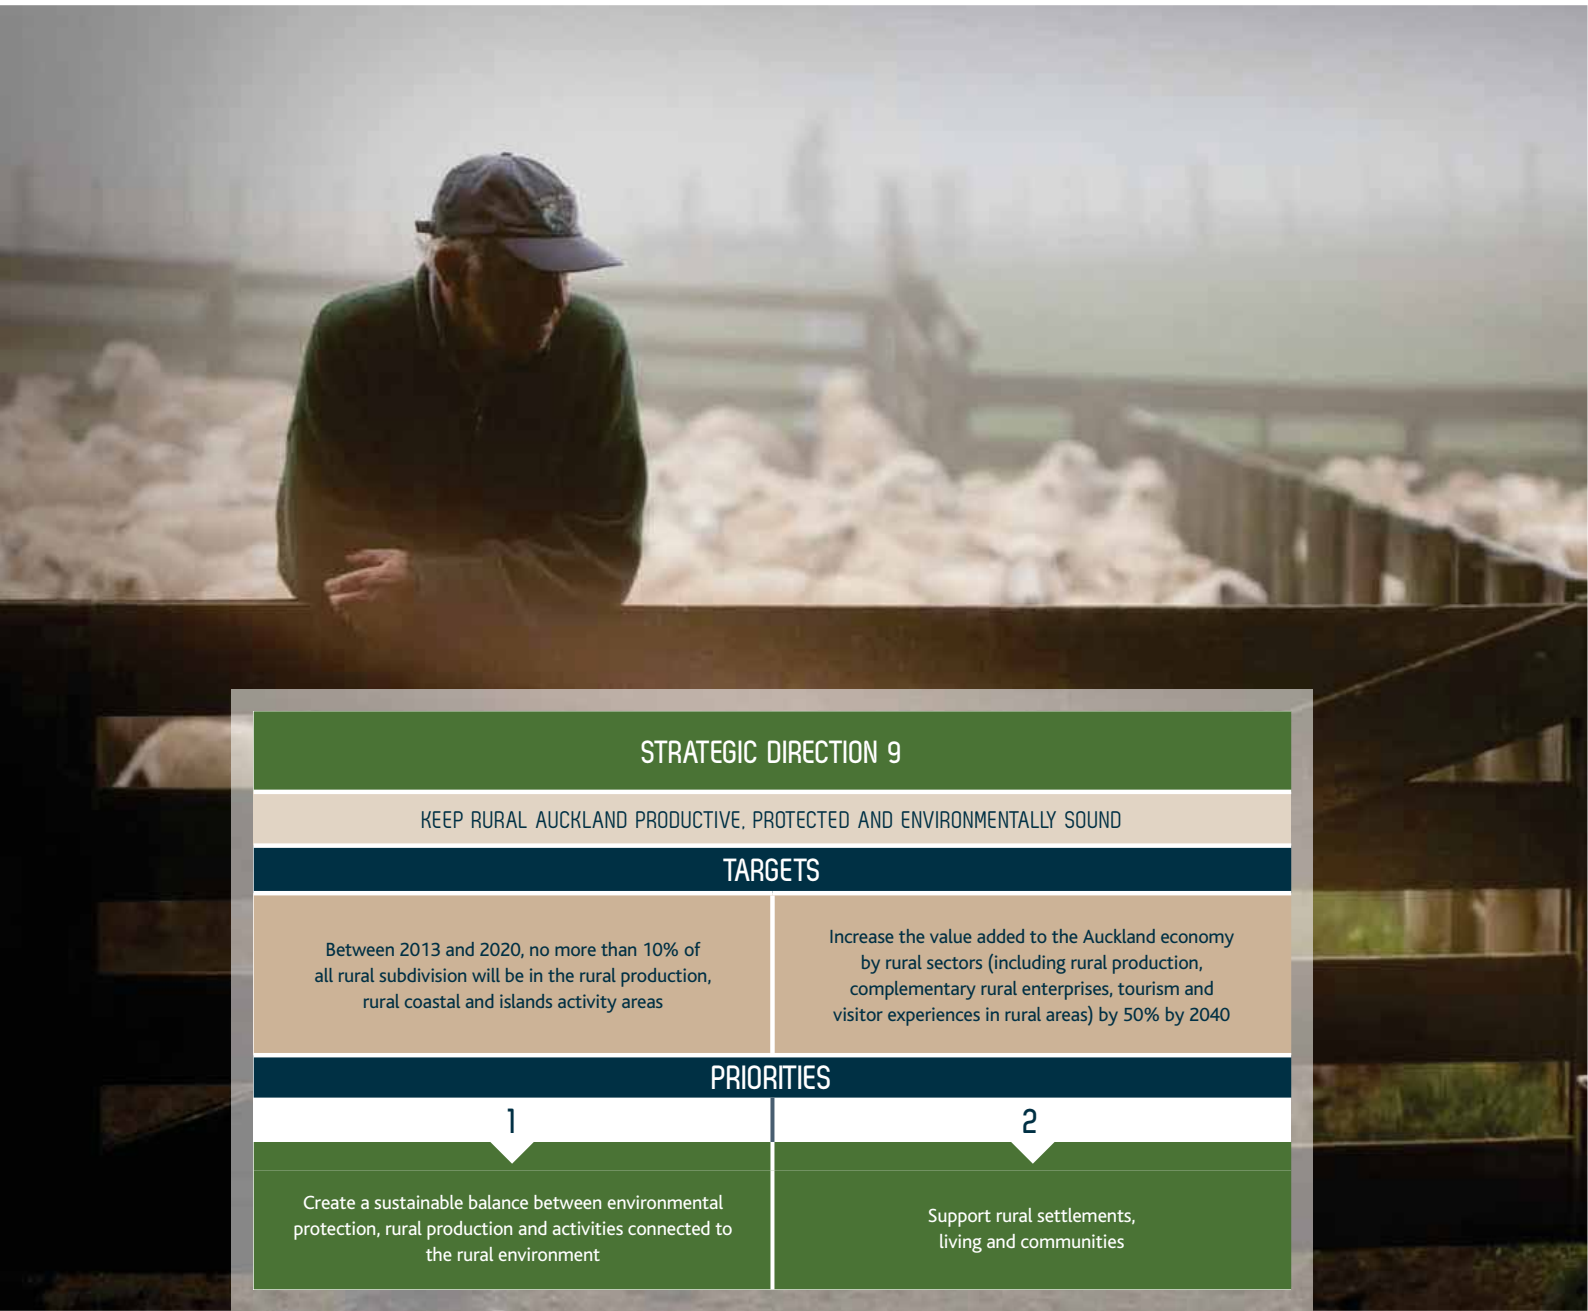 STRATEGIC DIRECTION 9
KEEP RURAL AUCKLAND PRODUCTIVE, PROTECTED AND ENVIRONMENTALLY SOUND
TARGETS
Between 2013 and 2020, no more than 10% of
all rural subdivision will be in the rural production,
rural coastal and islands activity areas
Increase the value added to the Auckland economy
by rural sectors (including rural production,
complementary rural enterprises, tourism and
visitor experiences in rural areas) by 50% by 2040
PRIORITIES
1
Create a sustainable balance between environmental
protection, rural production and activities connected to
the rural environment
2
Support rural settlements,
living and communities